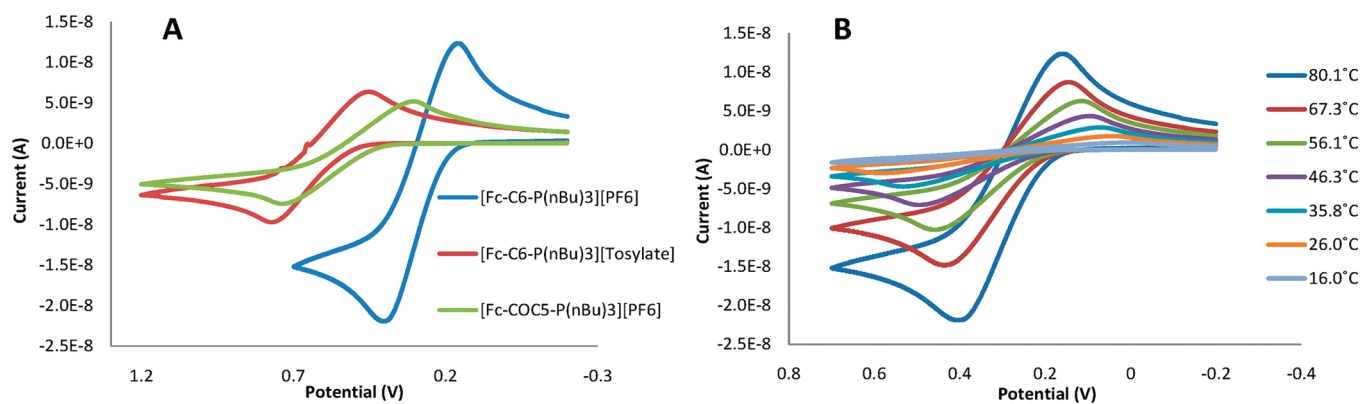 A
Current (A)
1.5E-8
1.0E-8
5.0E-9
0.0E+0
-5.0E-9
-1.0E-8
-1.5E-8
-2.0E-8
-2.5E-8
[Fc-C6-P(nBu)3][PF6]
[Fc-C6-P(nBu)3][Tosylate]
[Fc-COC5-P(nBu)3][PF6]
1.2 0.7 0.2 -0.3
Potential (V)
B
Current (A)
1.5E-8
1.0E-8
5.0E-9
0.0E+0
-5.0E-9
-1.0E-8
-1.5E-8
-2.0E-8
-2.5E-8
80.1˚C
67.3˚C
56.1˚C
46.3˚C
35.8˚C
26.0˚C
16.0˚C
0.8 0.6 0.4 0.2 0 -0.2 -0.4
Potential (V)